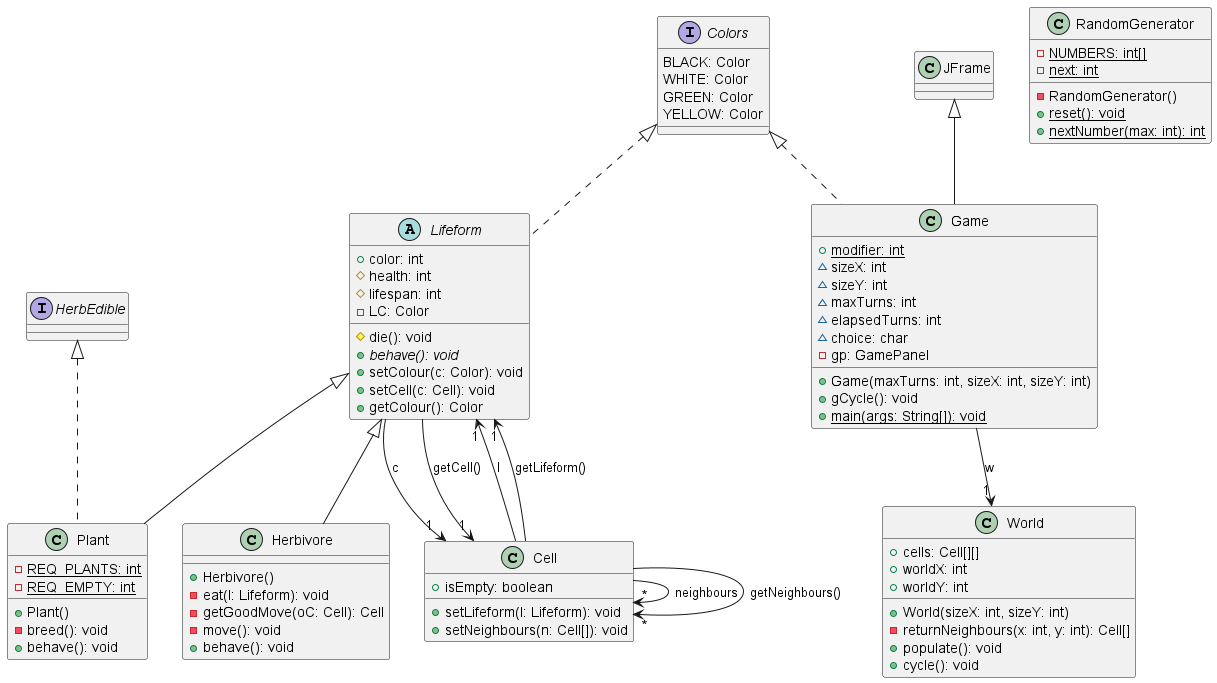 I Colors
BLACK: Color
WHITE: Color
GREEN: Color
YELLOW: Color
C JFrame
C RandomGenerator
NUMBERS: int[]
next: int
RandomGenerator()
reset(): void
nextNumber(max: int): int
I HerbEdible
A Lifeform
color: int
health: int
lifespan: int
LC: Color
die(): void
behave(): void
setColour(c: Color): void
setCell(c: Cell): void
getColour(): Color
C Game
modifier: int
sizeX: int
sizeY: int
maxTurns: int
elapsedTurns: int
choice: char
gp: GamePanel
Game(maxTurns: int, sizeX: int, sizeY: int)
gCycle(): void
main(args: String[]): void
1
1
c
getCell()
l
getLifeform()
1
1
w
1
C Plant
REQ_PLANTS: int
REQ_EMPTY: int
Plant()
breed(): void
behave(): void
C Herbivore
Herbivore()
eat(l: Lifeform): void
getGoodMove(oC: Cell): Cell
move(): void
behave(): void
C Cell
isEmpty: boolean
setLifeform(l: Lifeform): void
setNeighbours(n: Cell[]): void
*
neighbours
getNeighbours()
*
C World
cells: Cell[][]
worldX: int
worldY: int
World(sizeX: int, sizeY: int)
returnNeighbours(x: int, y: int): Cell[]
populate(): void
cycle(): void